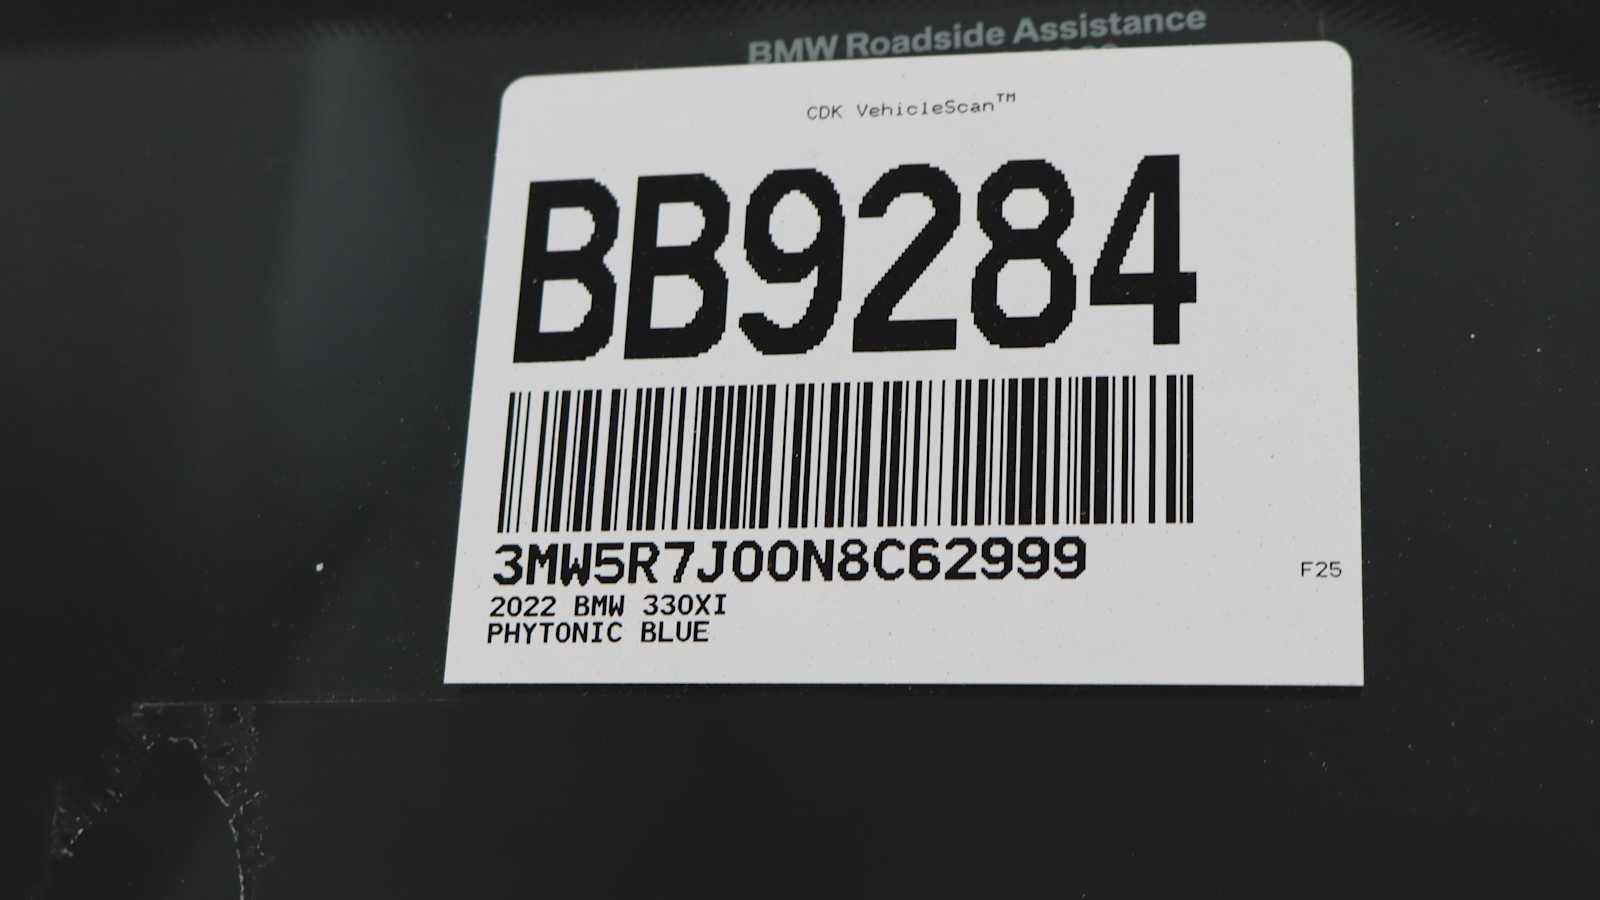 BMW Roadside Assistance
CDK VehicleScan™
BB9284
3MW5R7J00N8C62999
F25
2022 BMW 330XI
PHYTONIC BLUE